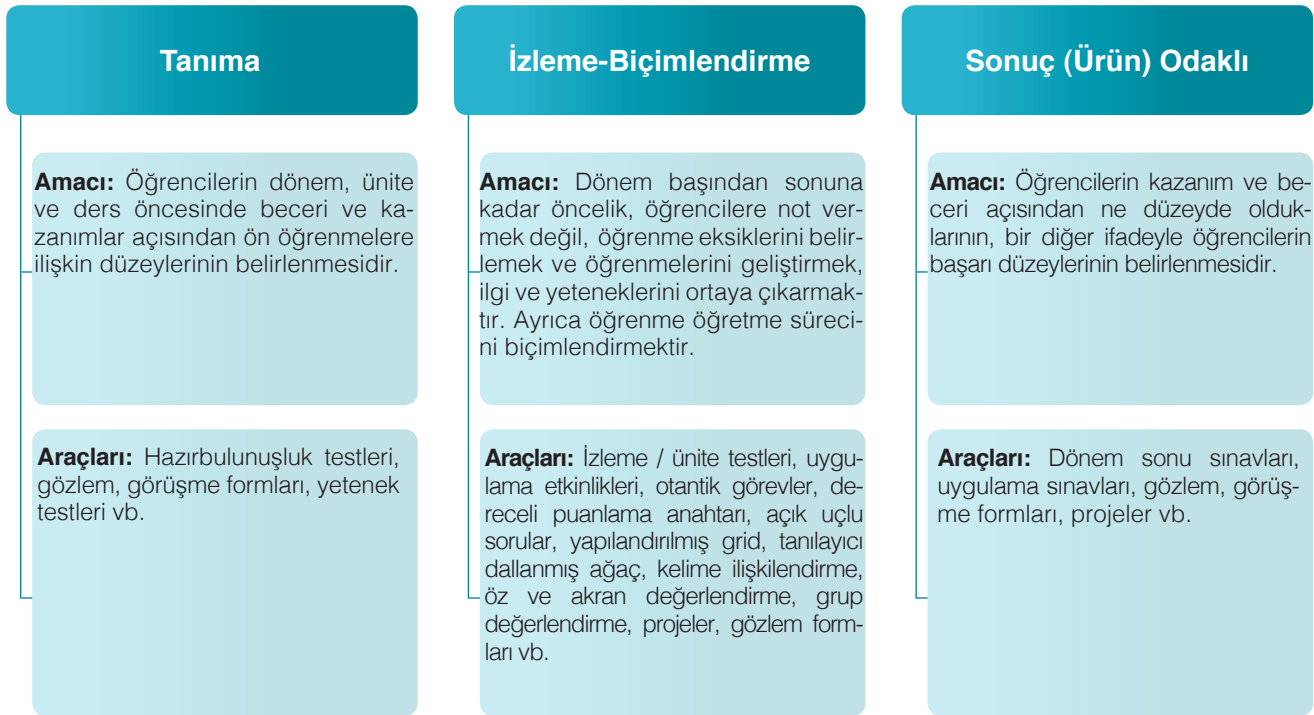 Tanıma
Amacı: Öğrencilerin dönem, ünite
ve ders öncesinde beceri ve ka-
zanımlar açısından ön öğrenmelere
ilişkin düzeylerinin belirlenmesidir.
Araçları: Hazırbulunuşluk testleri,
gözlem, görüşme formları, yetenek
testleri vb.
İzleme-Biçimlendirme
Amacı: Dönem başından sonuna
kadar öncelik, öğrencilere not ver-
mek değil, öğrenme eksiklerini belir-
lemek ve öğrenmelerini geliştirmek,
ilgi ve yeteneklerini ortaya çıkarmak-
tır. Ayrıca öğrenme öğretme süreci-
ni biçimlendirmektir.
Araçları: İzleme / ünite testleri, uygu-
lama etkinlikleri, otantik görevler, de-
receli puanlama anahtarı, açık uçlu
sorular, yapılandırılmış grid, tanılayıcı
dallanmış ağaç, kelime ilişkilendirme,
öz ve akran değerlendirme, grup
değerlendirme, projeler, gözlem form-
ları vb.
Sonuç (Ürün) Odaklı
Amacı: Öğrencilerin kazanım ve be-
ceri açısından ne düzeyde olduk-
larının, bir diğer ifadeyle öğrencilerin
başarı düzeylerinin belirlenmesidir.
Araçları: Dönem sonu sınavları,
uygulama sınavları, gözlem, görüş-
me formları, projeler vb.